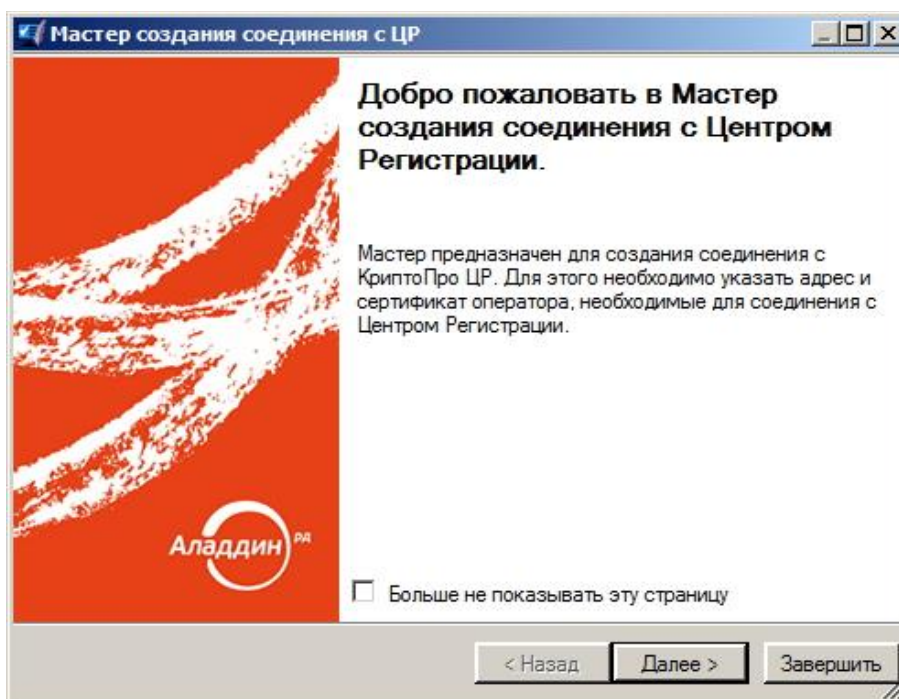 Мастер создания соединения с ЦР
Добро пожаловать в Мастер
создания соединения с Центром
Регистрации.
Мастер предназначен для создания соединения с
КриптоПро ЦР. Для этого необходимо указать адрес и
сертификат оператора, необходимые для соединения с
Центром Регистрации.
Аладдин РД
Больше не показывать эту страницу
< Назад
Далее >
Завершить